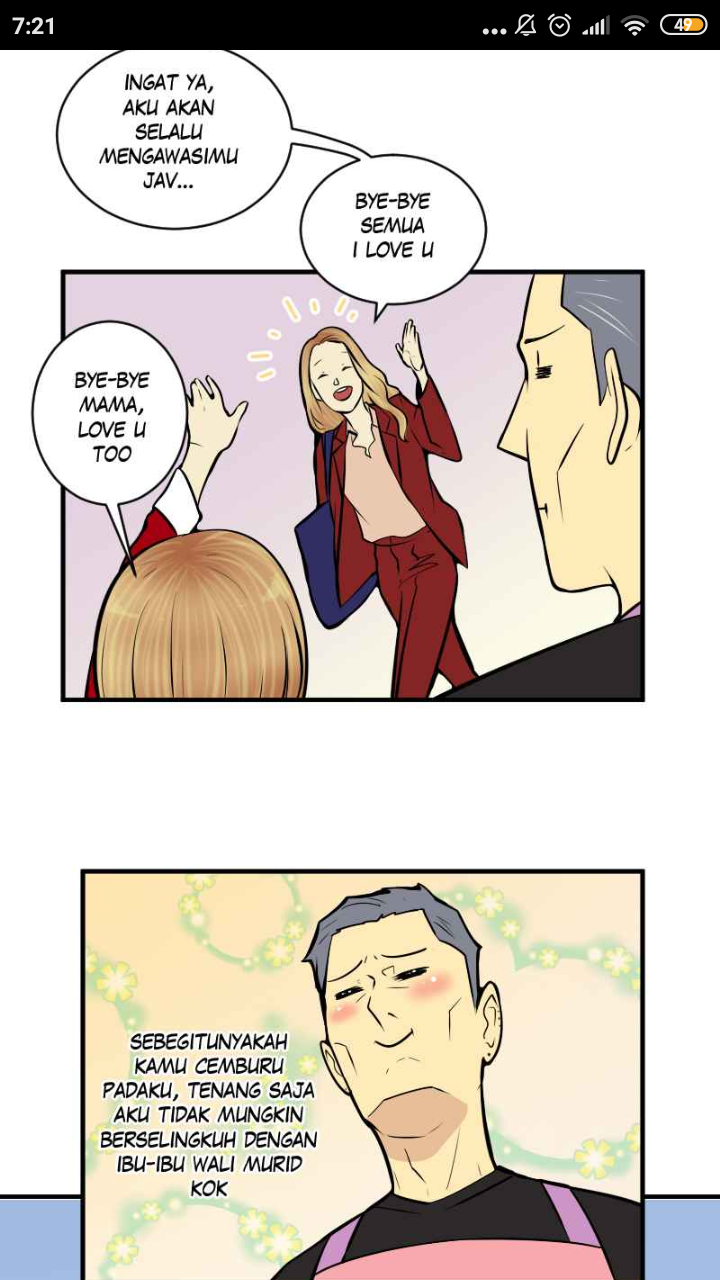 7:21
49
INGAT YA,
AKU AKAN
SELALU
MENGAWASIMU
JAV...
BYE-BYE
SEMUA
I LOVE U
BYE-BYE
MAMA,
LOVE U
TOO
SEBEGITUNYAKAH
KAMU CEMBURU
PADAKU, TENANG SAJA
AKU TIDAK MUNGKIN
BERSELINGKUH DENGAN
IBU-IBU WALI MURID
KOK